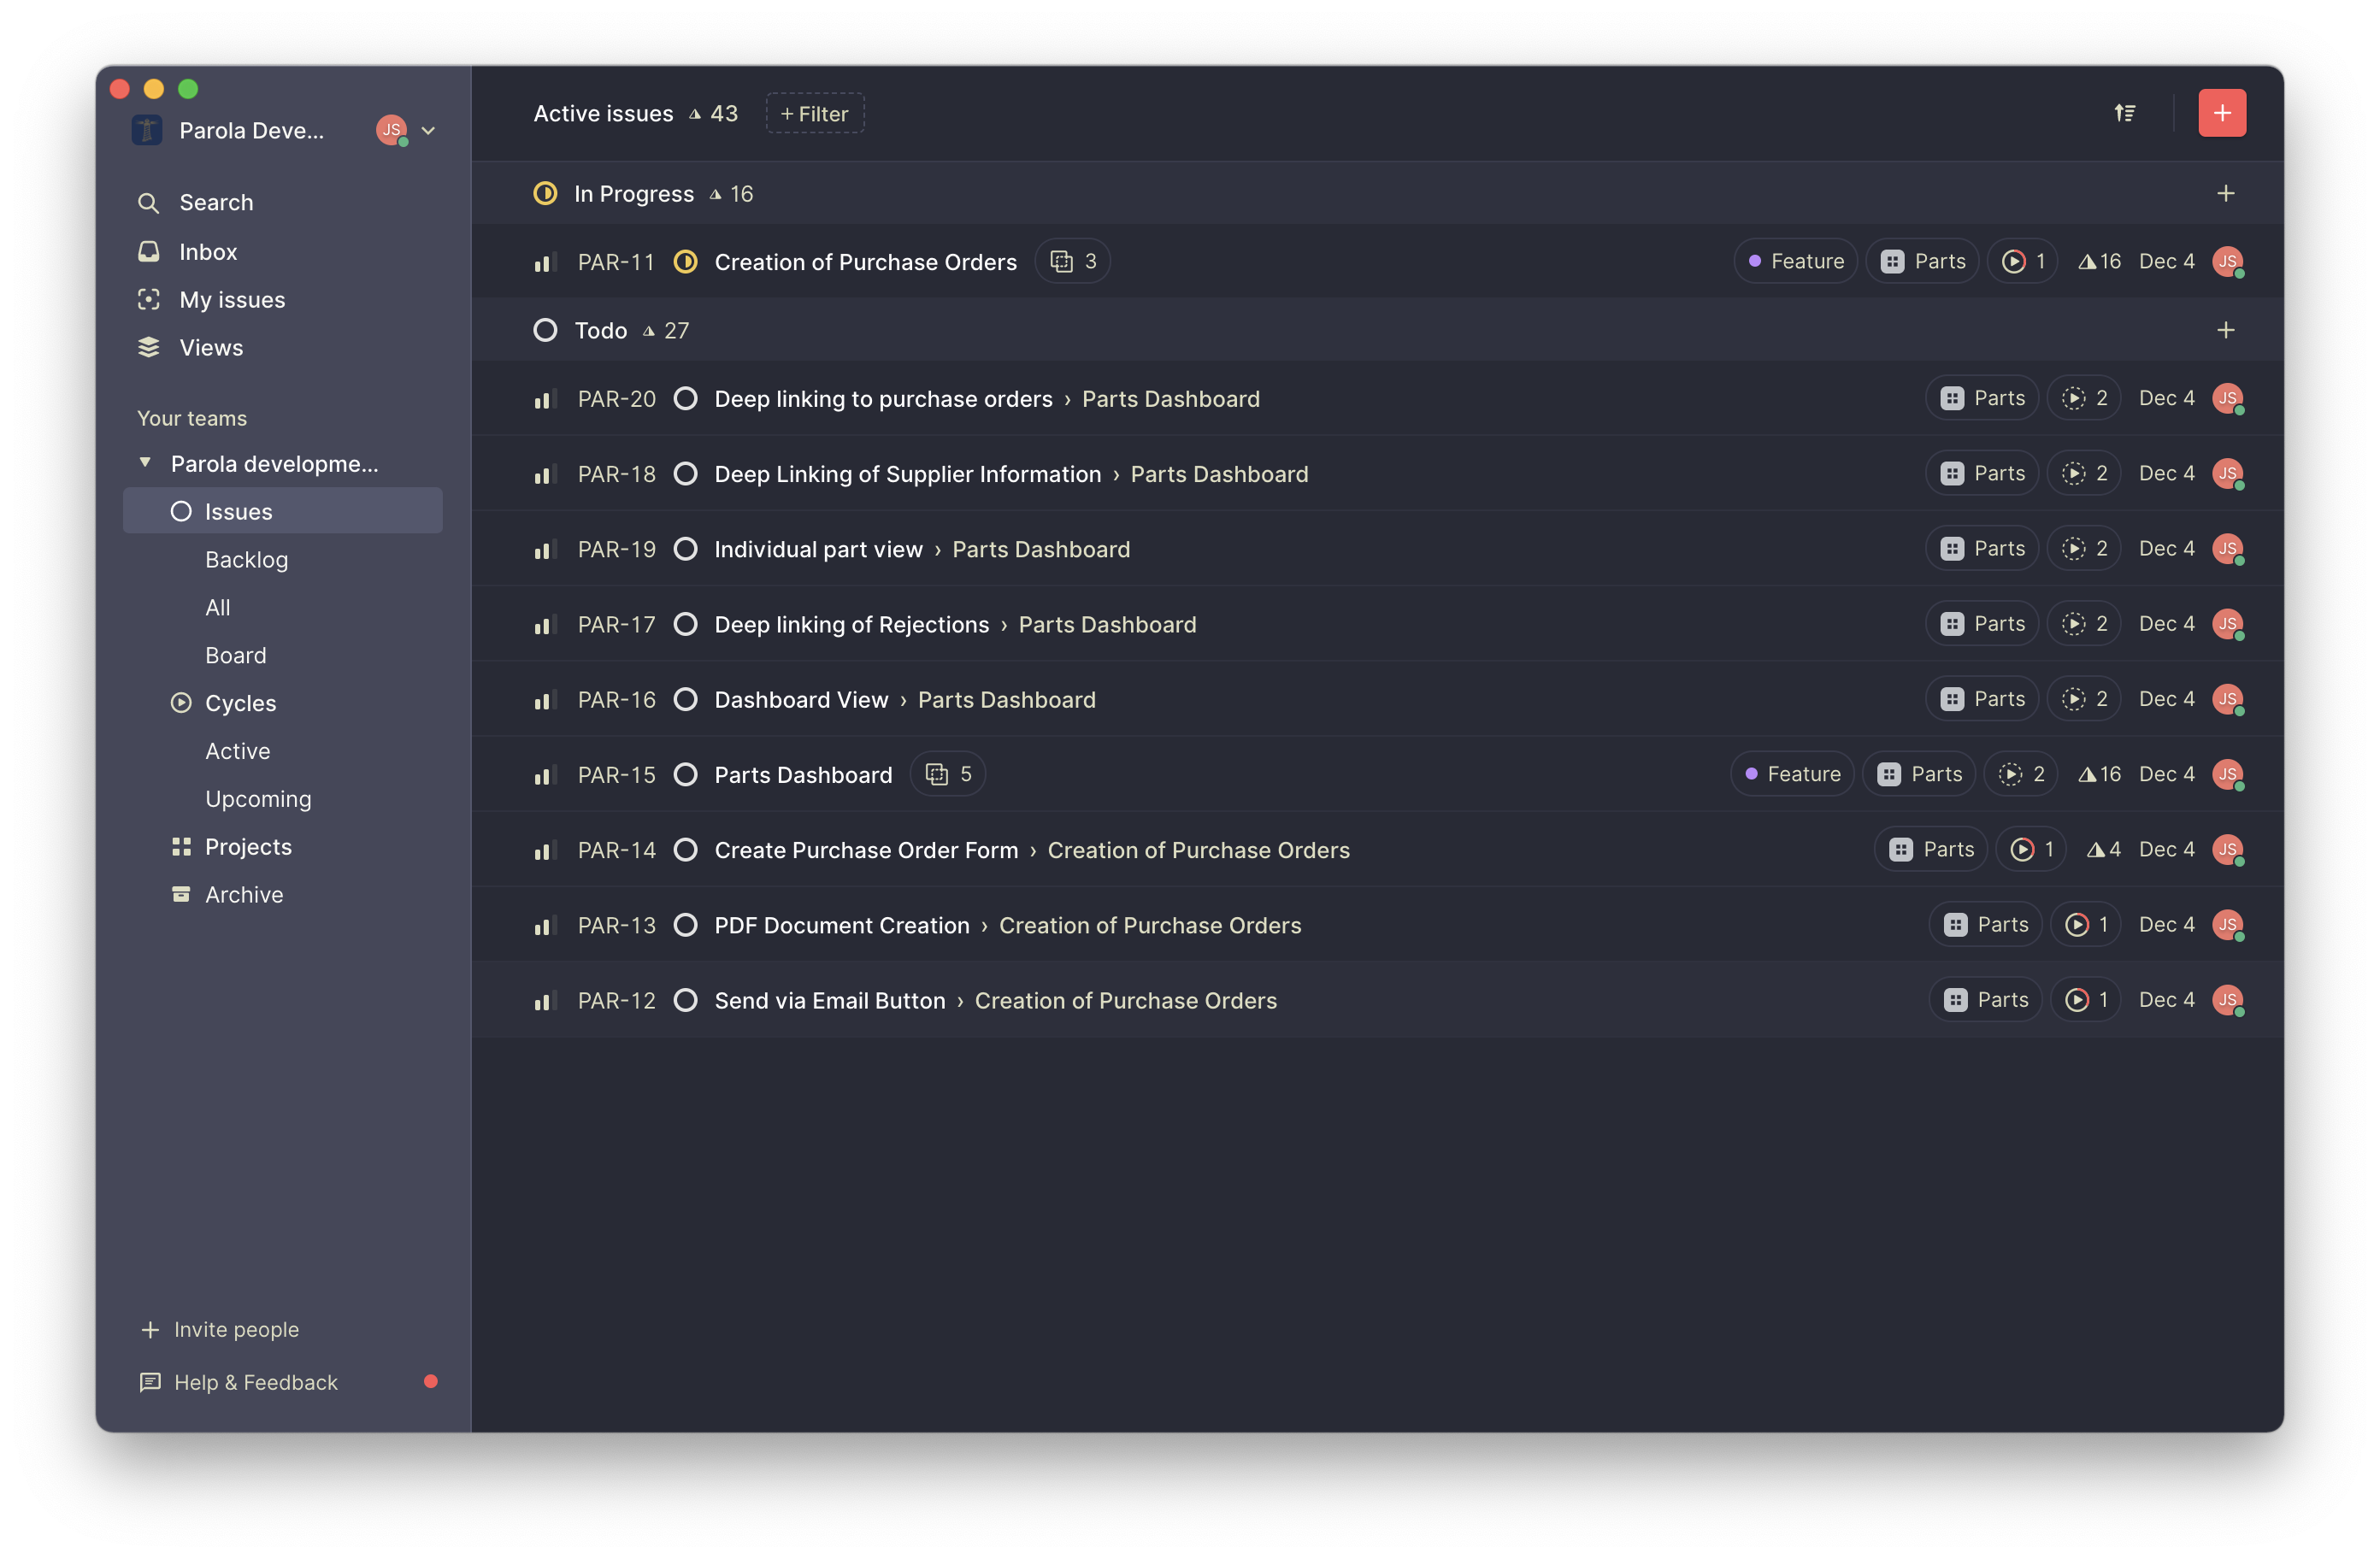 Parola Deve... JS
Search
Inbox
My issues
Views
Your teams
Parola developme...
Issues
Backlog
All
Board
Cycles
Active
Upcoming
Projects
Archive
Invite people
Help & Feedback
Active issues 43 + Filter
In Progress 16
PAR-11 Creation of Purchase Orders 3 Feature Parts 1 16 Dec 4 JS
Todo 27
PAR-20 Deep linking to purchase orders › Parts Dashboard Parts 2 Dec 4 JS
PAR-18 Deep Linking of Supplier Information › Parts Dashboard Parts 2 Dec 4 JS
PAR-19 Individual part view › Parts Dashboard Parts 2 Dec 4 JS
PAR-17 Deep linking of Rejections › Parts Dashboard Parts 2 Dec 4 JS
PAR-16 Dashboard View › Parts Dashboard Parts 2 Dec 4 JS
PAR-15 Parts Dashboard 5 Feature Parts 2 16 Dec 4 JS
PAR-14 Create Purchase Order Form › Creation of Purchase Orders Parts 1 4 Dec 4 JS
PAR-13 PDF Document Creation › Creation of Purchase Orders Parts 1 Dec 4 JS
PAR-12 Send via Email Button › Creation of Purchase Orders Parts 1 Dec 4 JS